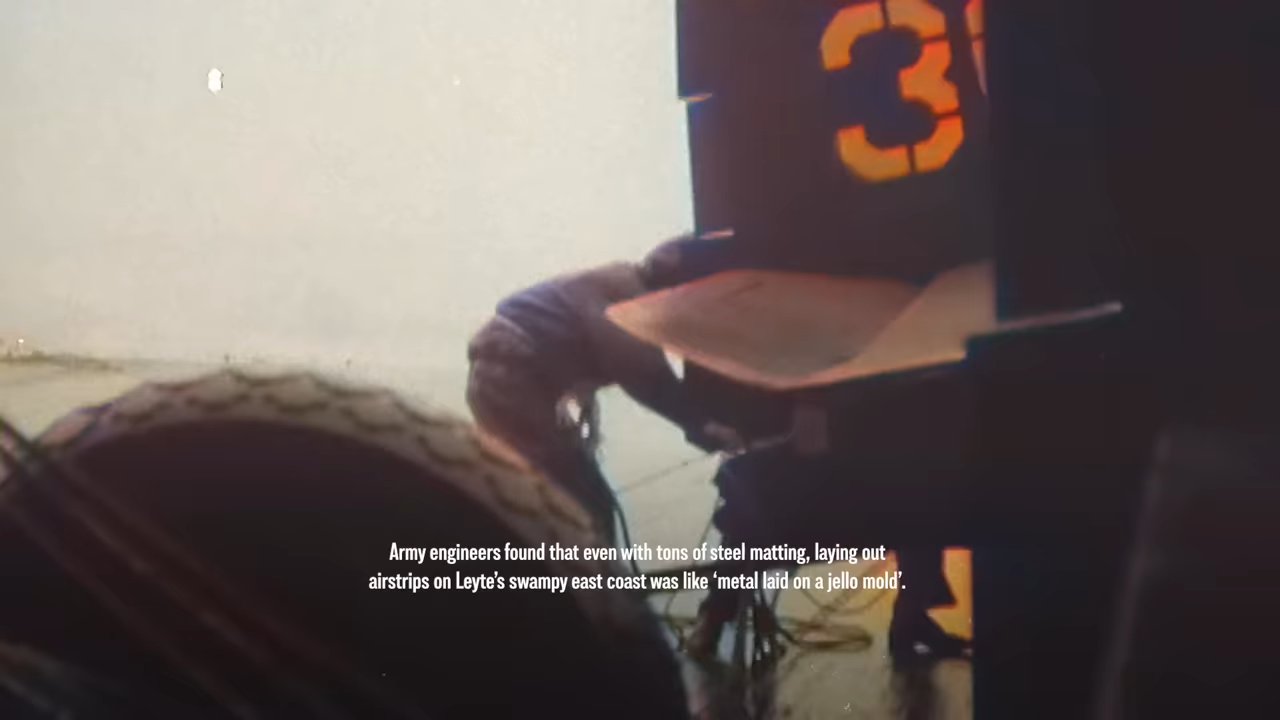 3
Army engineers found that even with tons of steel matting, laying out
airstrips on Leyte’s swampy east coast was like ‘metal laid on a jello mold’.